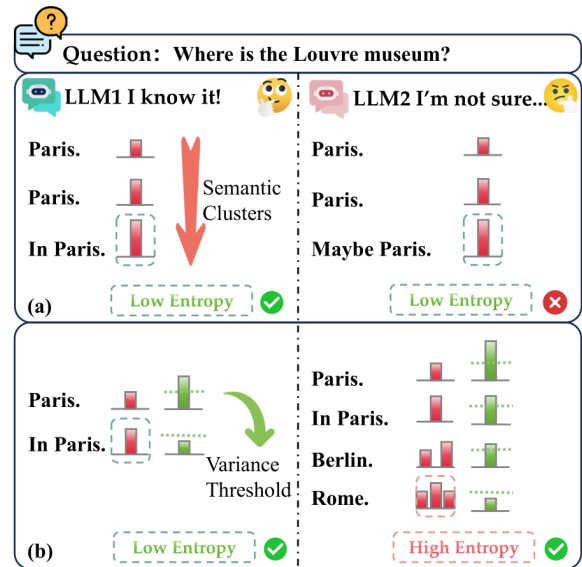 Question: Where is the Louvre museum?
LLM1 I know it!
Paris.
Paris.
In Paris.
Semantic
Clusters
Low Entropy
(a)
LLM2 I'm not sure...
Paris.
Paris.
Maybe Paris.
Low Entropy
Paris.
In Paris.
Variance
Threshold
Low Entropy
(b)
Paris.
In Paris.
Berlin.
Rome.
High Entropy